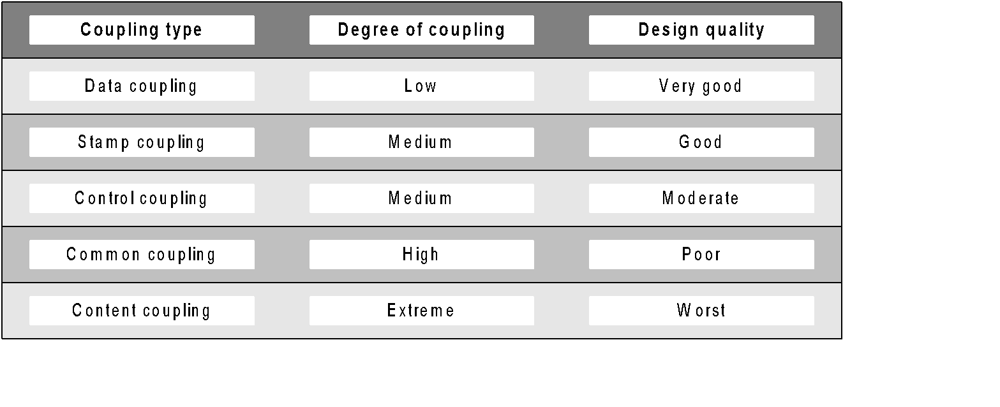 Coupling type Degree of coupling Design quality
Data coupling Low Very good
Stamp coupling Medium Good
Control coupling Medium Moderate
Common coupling High Poor
Content coupling Extreme Worst